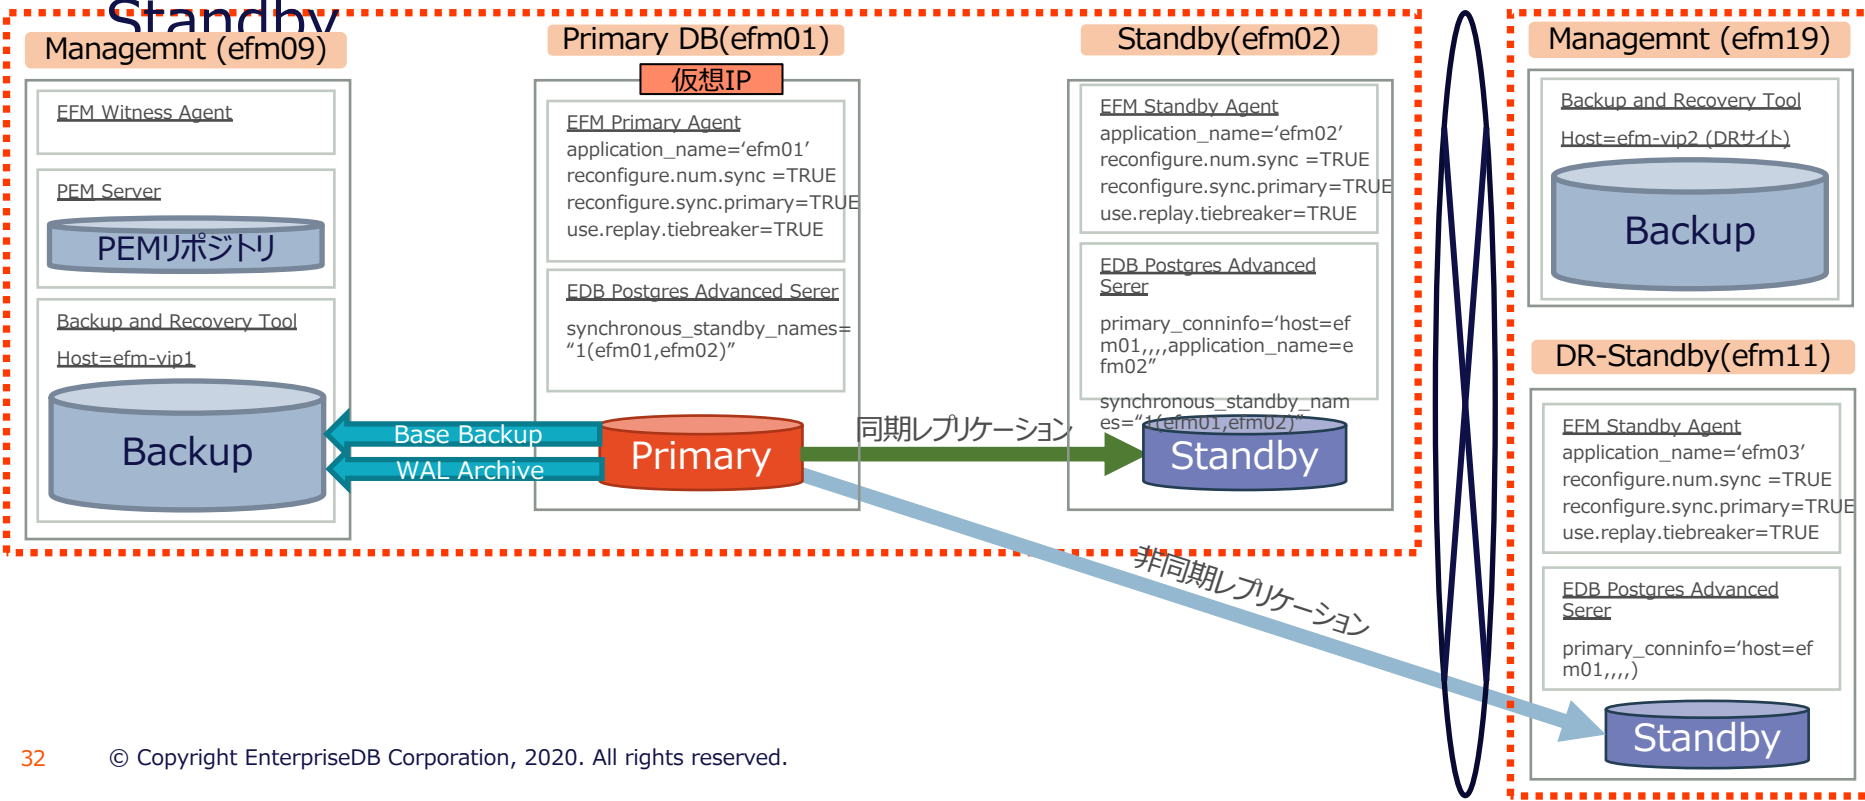 Standby
Managemnt (efm09)
EFM Witness Agent
PEM Server
PEMリポジトリ
Backup and Recovery Tool
Host=efm-vip1
Backup
Base Backup
WAL Archive
Primary DB(efm01)
仮想IP
EFM Primary Agent
application_name=‘efm01’
reconfigure.num.sync =TRUE
reconfigure.sync.primary=TRUE
use.replay.tiebreaker=TRUE
EDB Postgres Advanced Serer
synchronous_standby_names=
“1(efm01,efm02)”
Primary
同期レプリケーション
非同期レプリケーション
Standby(efm02)
EFM Standby Agent
application_name=‘efm02’
reconfigure.num.sync =TRUE
reconfigure.sync.primary=TRUE
use.replay.tiebreaker=TRUE
EDB Postgres Advanced
Serer
primary_conninfo=‘host=ef
m01,,,,application_name=e
fm02”
synchronous_standby_nam
es=“1(efm01,efm02)”
Standby
Managemnt (efm19)
Backup and Recovery Tool
Host=efm-vip2 (DRサイト)
Backup
DR-Standby(efm11)
EFM Standby Agent
application_name=‘efm03’
reconfigure.num.sync =TRUE
reconfigure.sync.primary=TRUE
use.replay.tiebreaker=TRUE
EDB Postgres Advanced
Serer
primary_conninfo=‘host=ef
m01,,,,)
Standby
32
© Copyright EnterpriseDB Corporation, 2020. All rights reserved.